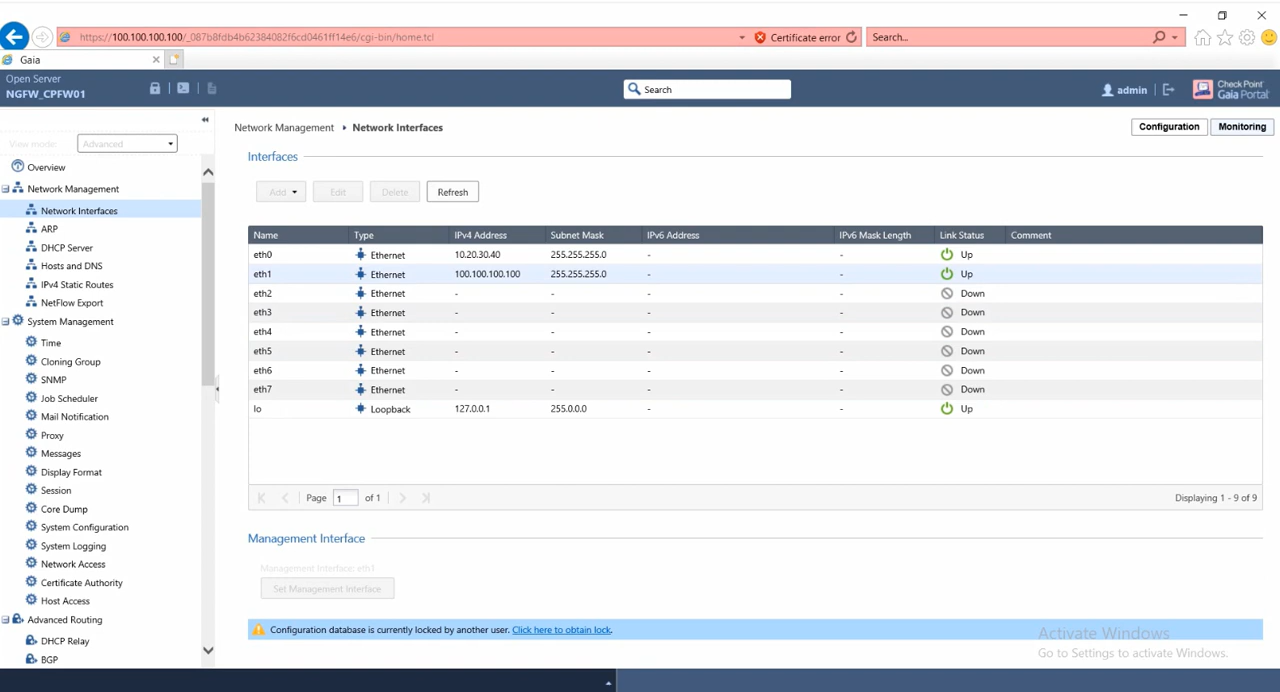 https://100.100.100.100/_087b8fdb4b62384082f6cd0461ff14e6/cgi-bin/home.tcl
Certificate error
Search...
Gaia
Open Server
NGFW_CPFW01
Search
admin
Check Point
Gaia Portal
View mode:
Advanced
Network Management
Network Interfaces
Configuration
Monitoring
Overview
Network Management
Network Interfaces
ARP
DHCP Server
Hosts and DNS
IPv4 Static Routes
NetFlow Export
System Management
Time
Cloning Group
SNMP
Job Scheduler
Mail Notification
Proxy
Messages
Display Format
Session
Core Dump
System Configuration
System Logging
Network Access
Certificate Authority
Host Access
Advanced Routing
DHCP Relay
BGP
Interfaces
Add
Edit
Delete
Refresh
Name Type IPv4 Address Subnet Mask IPv6 Address IPv6 Mask Length Link Status Comment
eth0 Ethernet 10.20.30.40 255.255.255.0 - - Up
eth1 Ethernet 100.100.100.100 255.255.255.0 - - Up
eth2 Ethernet - - - - Down
eth3 Ethernet - - - - Down
eth4 Ethernet - - - - Down
eth5 Ethernet - - - - Down
eth6 Ethernet - - - - Down
eth7 Ethernet - - - - Down
lo Loopback 127.0.0.1 255.0.0.0 - - Up
Page 1 of 1
Displaying 1 - 9 of 9
Management Interface
Management Interface: eth1
Set Management Interface
Configuration database is currently locked by another user. Click here to obtain lock.
Activate Windows
Go to Settings to activate Windows.